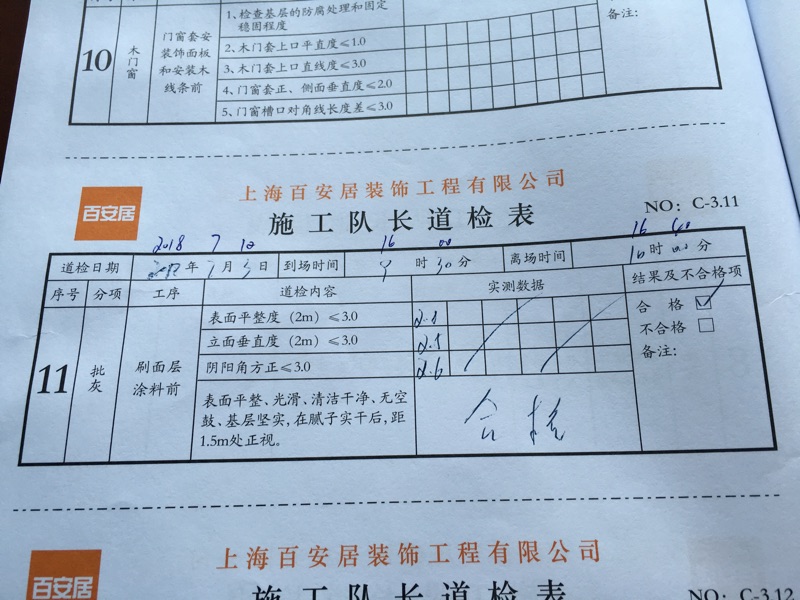 1、检查基层的防腐处理和固定
稳固程度
备注:
10
木门窗
门窗套安
装饰面板
和安装木
线条前
2、木门套上口平直度≤1.0
3、木门套上口直线度≤3.0
4、门窗套正、侧面垂直度≤2.0
5、门窗槽口对角线长度差≤3.0
百安居
上海百安居装饰工程有限公司
施工队长道检表
NO: C-3.11
2018 7 10 16 00 16
道检日期 年 月 日 到场时间 时 30 分 离场时间 时 分
序号 分项 工序 道检内容 实测数据 结果及不合格项
11
批灰
刷面层
涂料前
表面平整度（2m）≤3.0 2.1
立面垂直度（2m）≤3.0 2.1
阴阳角方正≤3.0 2.6
表面平整、光滑、清洁干净、无空
鼓、基层坚实,在腻子实干后,距
1.5m处正视。
合格
合 格 ☑
不合格 □
备注:
百安居
上海百安居装饰工程有限公司
施工队长道检表
NO: C-3.12